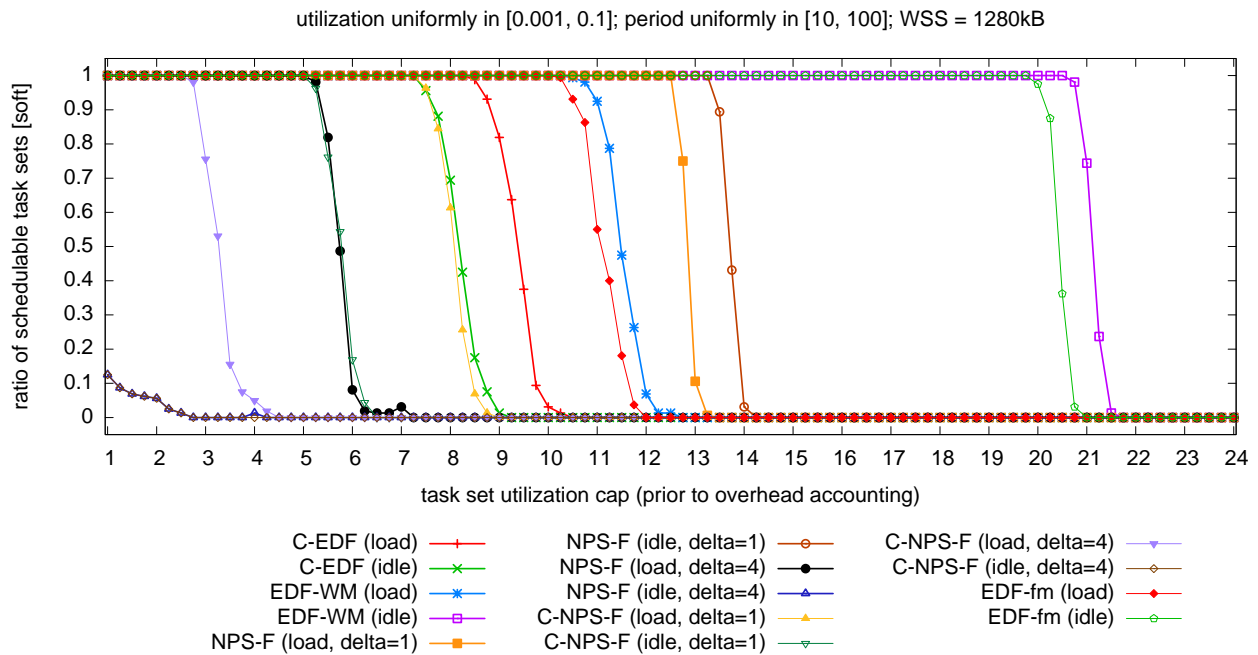 utilization uniformly in [0.001, 0.1]; period uniformly in [10, 100]; WSS = 1280kB
ratio of schedulable task sets [soft]
1
0.9
0.8
0.7
0.6
0.5
0.4
0.3
0.2
0.1
0
1 2 3 4 5 6 7 8 9 10 11 12 13 14 15 16 17 18 19 20 21 22 23 24
task set utilization cap (prior to overhead accounting)
C-EDF (load)
C-EDF (idle)
EDF-WM (load)
EDF-WM (idle)
NPS-F (load, delta=1)
NPS-F (idle, delta=1)
NPS-F (load, delta=4)
NPS-F (idle, delta=4)
C-NPS-F (load, delta=1)
C-NPS-F (idle, delta=1)
C-NPS-F (load, delta=4)
C-NPS-F (idle, delta=4)
EDF-fm (load)
EDF-fm (idle)